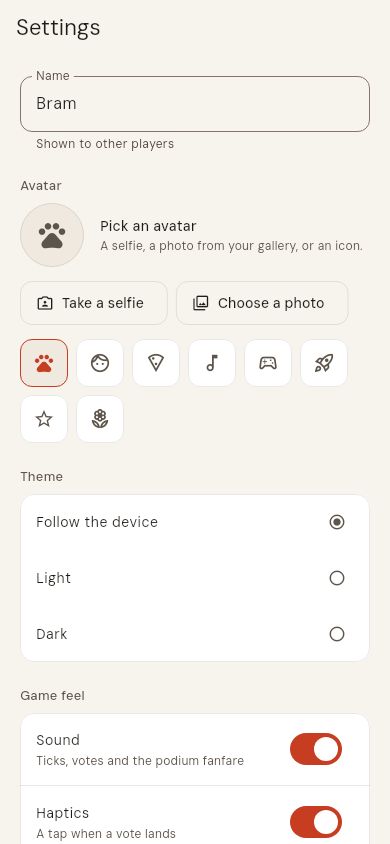 Settings
Name
Bram
Shown to other players
Avatar
Pick an avatar
A selfie, a photo from your gallery, or an icon.
Take a selfie
Choose a photo
Theme
Follow the device
Light
Dark
Game feel
Sound
Ticks, votes and the podium fanfare
Haptics
A tap when a vote lands